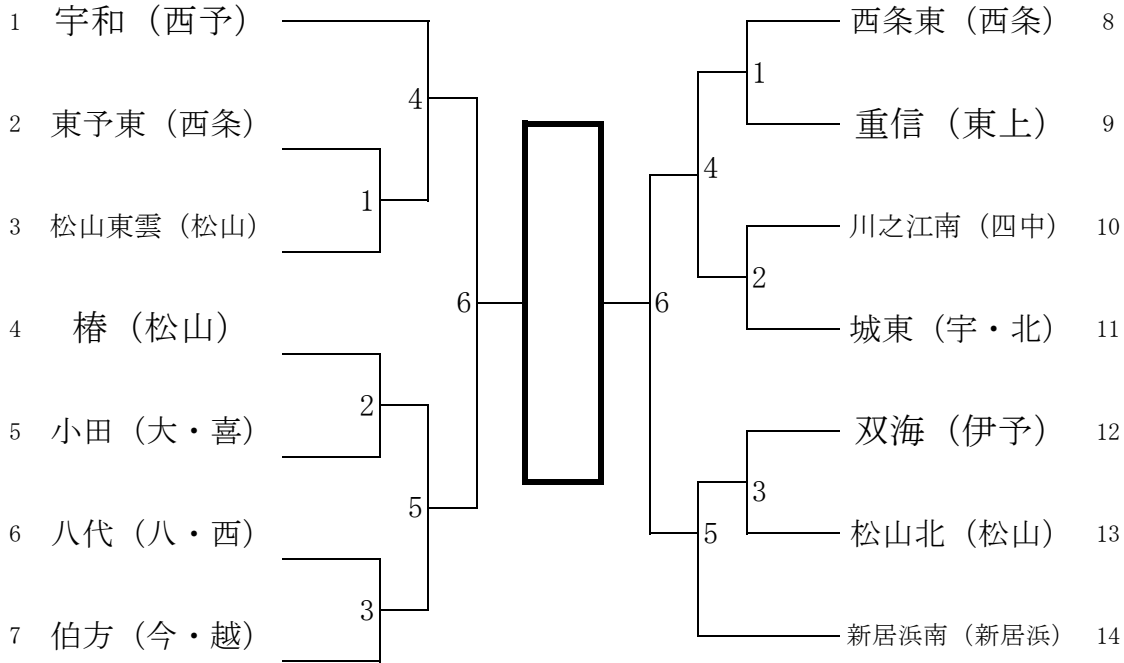 1 宇和（西予）
2 東予東（西条）
3 松山東雲（松山）
4 椿（松山）
5 小田（大・喜）
6 八代（八・西）
7 伯方（今・越）
4
1
6
2
5
3
1
4
2
6
3
5
西条東（西条） 8
重信（東上） 9
川之江南（四中） 10
城東（宇・北） 11
双海（伊予） 12
松山北（松山） 13
新居浜南（新居浜） 14